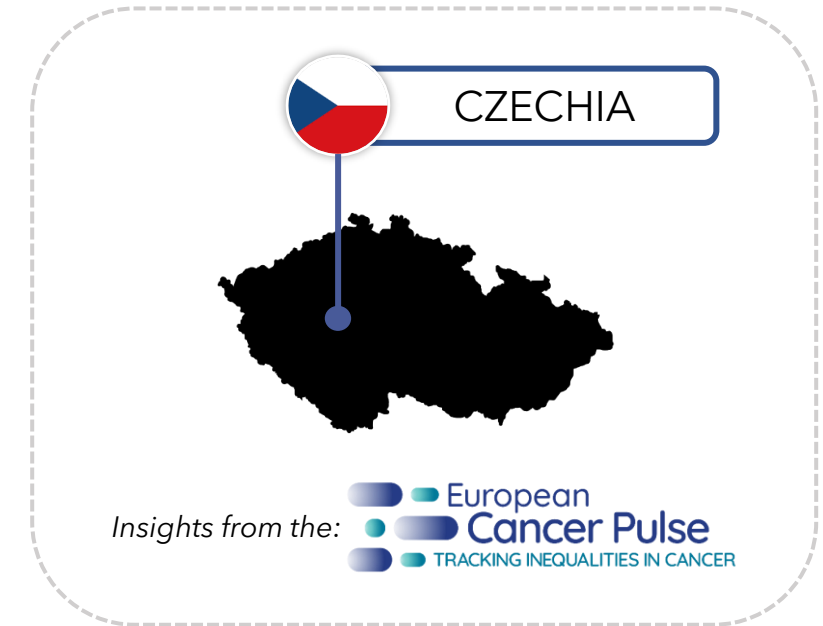 CZECHIA
Insights from the:
European
Cancer Pulse
TRACKING INEQUALITIES IN CANCER